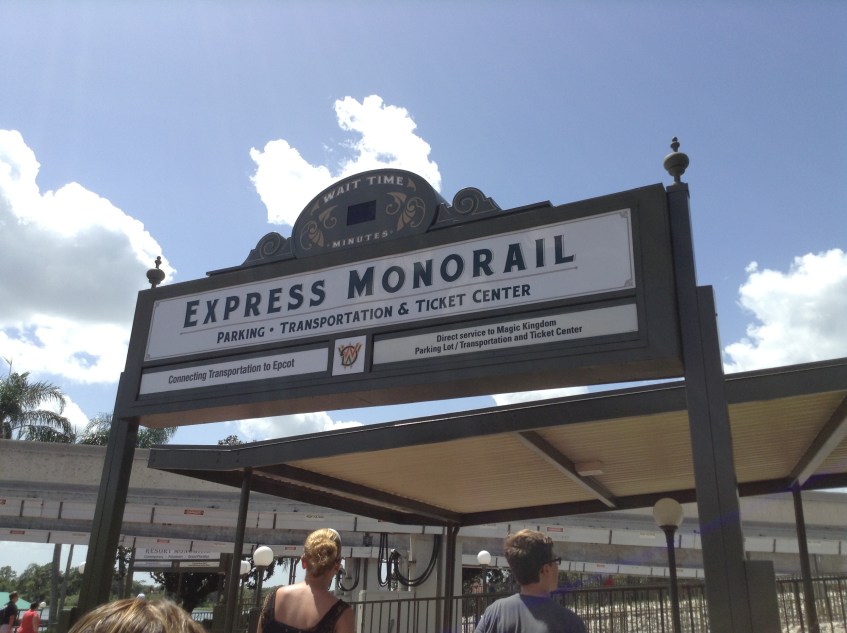 WAIT TIME
MINUTES
EXPRESS MONORAIL
PARKING • TRANSPORTATION & TICKET CENTER
Connecting Transportation to Epcot
Direct service to Magic Kingdom
Parking Lot / Transportation and Ticket Center
RESORT